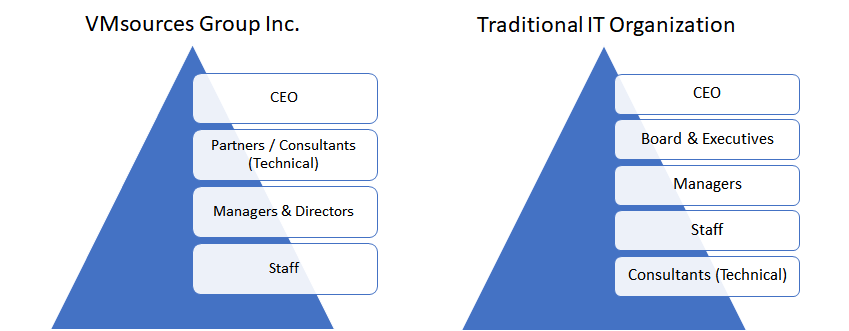 VMsources Group Inc.
CEO
Partners / Consultants
(Technical)
Managers & Directors
Staff
Traditional IT Organization
CEO
Board & Executives
Managers
Staff
Consultants (Technical)